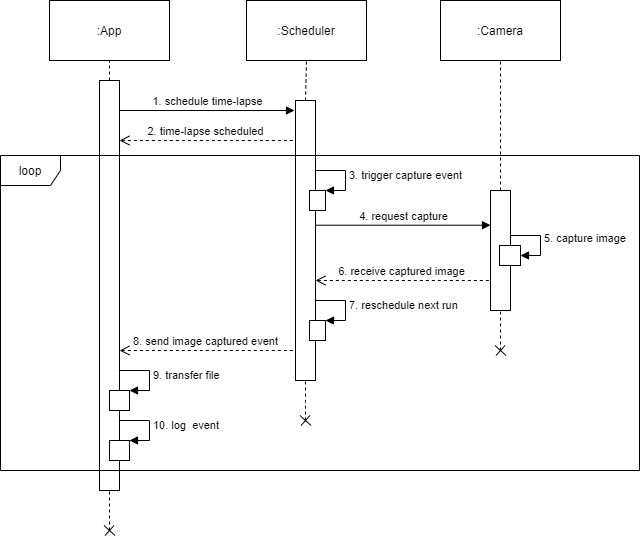 :App
:Scheduler
:Camera
1. schedule time-lapse
2. time-lapse scheduled
loop
3. trigger capture event
4. request capture
5. capture image
6. receive captured image
7. reschedule next run
8. send image captured event
9. transfer file
10. log  event